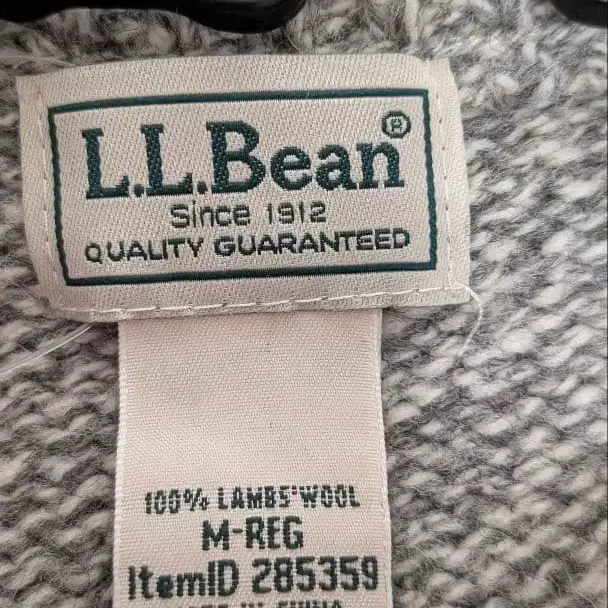 L.L.Bean®
Since 1912
QUALITY GUARANTEED
100% LAMBS'WOOL
M-REG
ItemID 285359